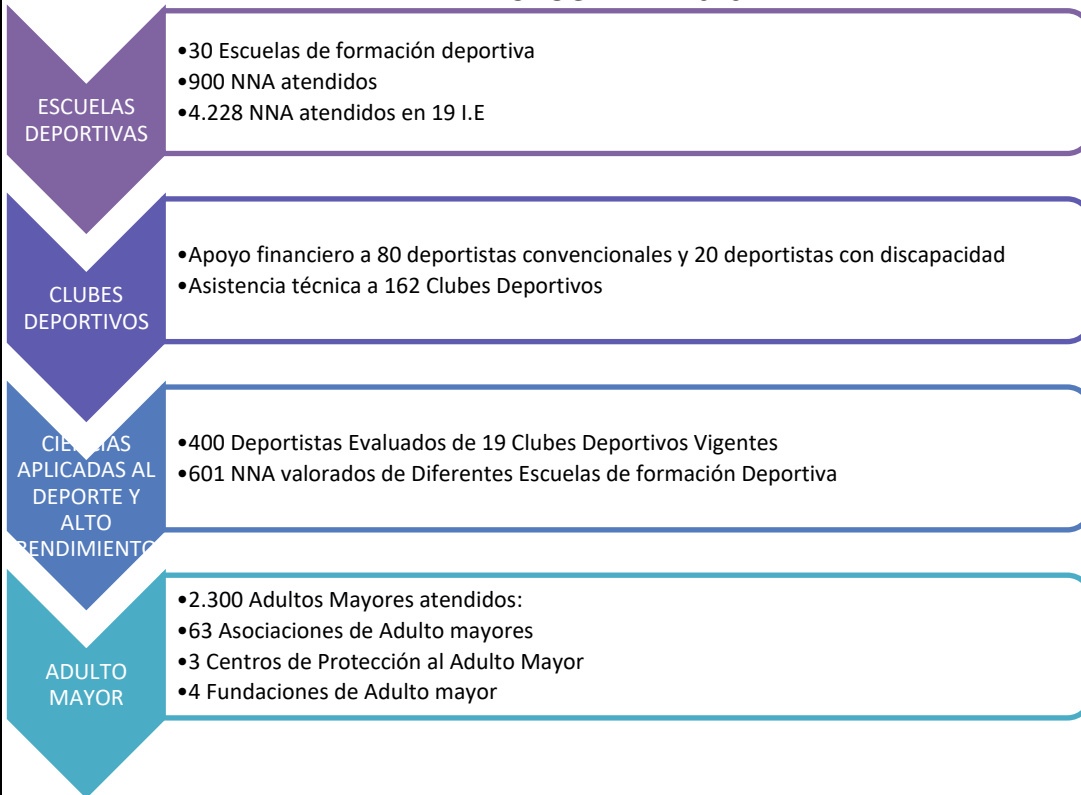 ESCUELAS
DEPORTIVAS
•30 Escuelas de formación deportiva
•900 NNA atendidos
•4.228 NNA atendidos en 19 I.E
CLUBES
DEPORTIVOS
•Apoyo financiero a 80 deportistas convencionales y 20 deportistas con discapacidad
•Asistencia técnica a 162 Clubes Deportivos
CIENCIAS
APLICADAS AL
DEPORTE Y
ALTO
RENDIMIENTO
•400 Deportistas Evaluados de 19 Clubes Deportivos Vigentes
•601 NNA valorados de Diferentes Escuelas de formación Deportiva
ADULTO
MAYOR
•2.300 Adultos Mayores atendidos:
•63 Asociaciones de Adulto mayores
•3 Centros de Protección al Adulto Mayor
•4 Fundaciones de Adulto mayor